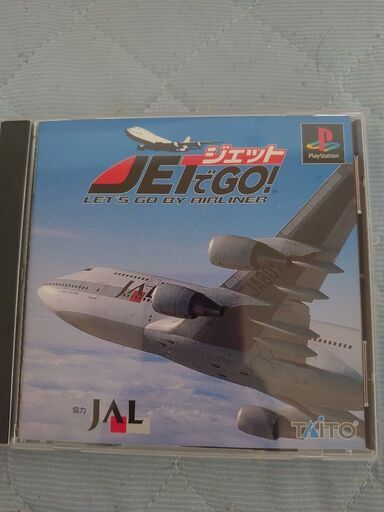 ジェット
JETでGO!
LET'S GO BY AIRLINER
PlayStation
JAL
協力 JAL
TAITO